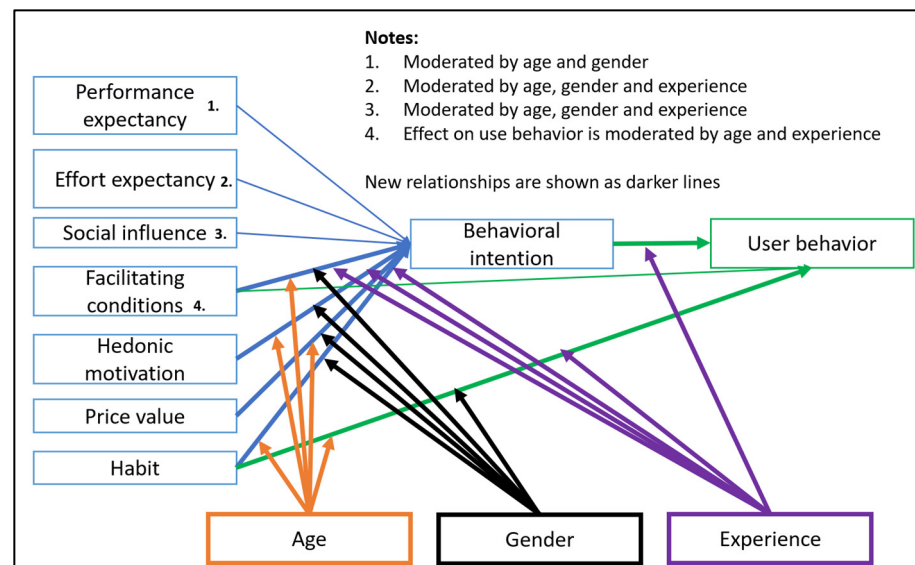 Notes:
1. Moderated by age and gender
2. Moderated by age, gender and experience
3. Moderated by age, gender and experience
4. Effect on use behavior is moderated by age and experience
New relationships are shown as darker lines
Performance
expectancy 1.
Effort expectancy 2.
Social influence 3.
Facilitating
conditions 4.
Hedonic
motivation
Price value
Habit
Behavioral
intention
User behavior
Age
Gender
Experience